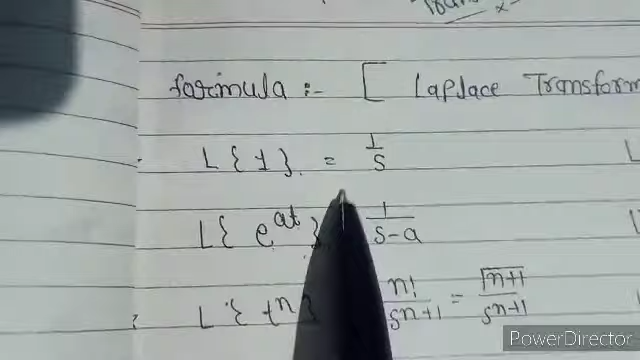 formula :- [ Laplace Transform
L{1} = 1/s
L{e^at} 1/s-a
L{t^n} n!/s^n+1 = √n+1/s^n+1
PowerDirector